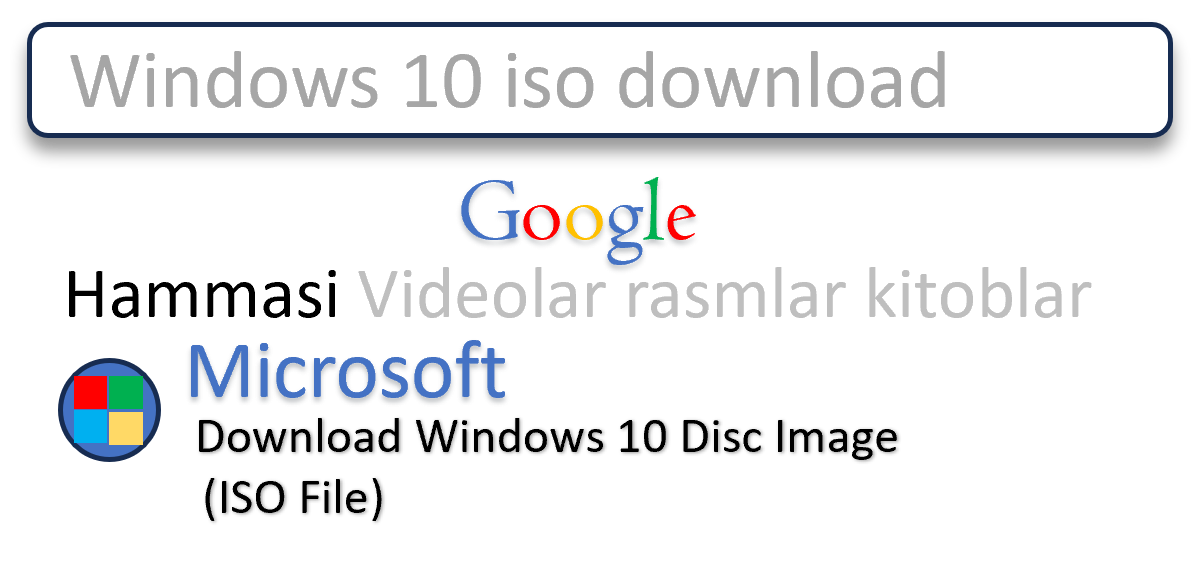 Windows 10 iso download
Google
Hammasi Videolar rasmlar kitoblar
Microsoft
Download Windows 10 Disc Image
(ISO File)